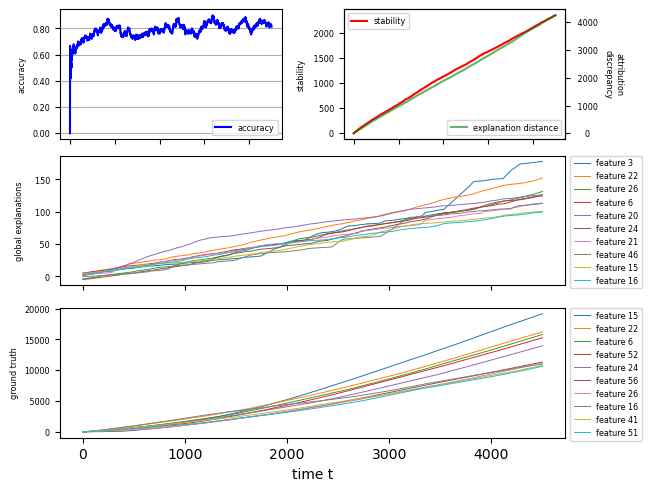 accuracy
0.80
0.60
0.40
0.20
0.00
accuracy
stability
2000
1500
1000
500
0
stability
explanation distance
4000
3000
2000
1000
0
attribution
discrepancy
global explanations
150
100
50
0
feature 3
feature 22
feature 26
feature 6
feature 20
feature 24
feature 21
feature 46
feature 15
feature 16
ground truth
20000
15000
10000
5000
0
feature 15
feature 22
feature 6
feature 52
feature 24
feature 56
feature 26
feature 16
feature 41
feature 51
0 1000 2000 3000 4000
time t